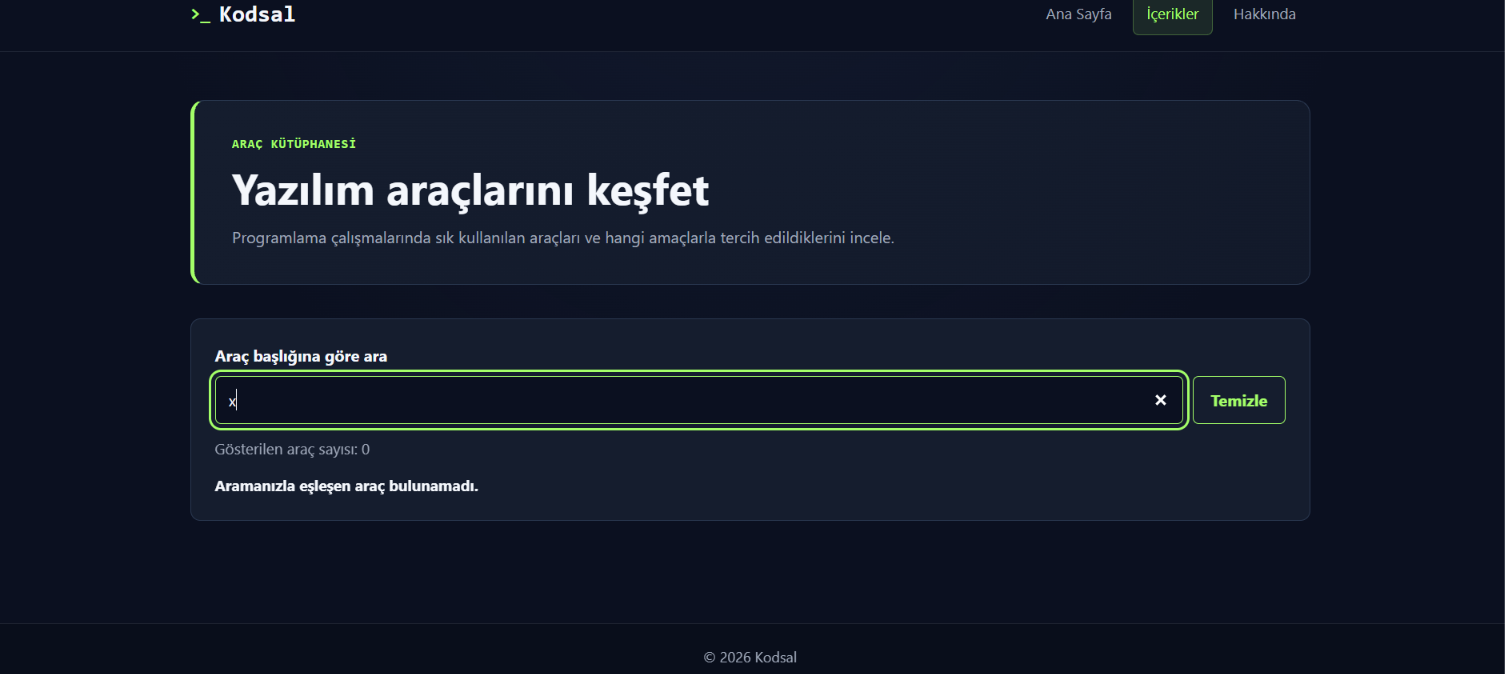 >_ Kodsal
Ana Sayfa
İçerikler
Hakkında
ARAÇ KÜTÜPHANESİ
Yazılım araçlarını keşfet
Programlama çalışmalarında sık kullanılan araçları ve hangi amaçlarla tercih edildiklerini incele.
Araç başlığına göre ara
x
Temizle
Gösterilen araç sayısı: 0
Aramanızla eşleşen araç bulunamadı.
© 2026 Kodsal